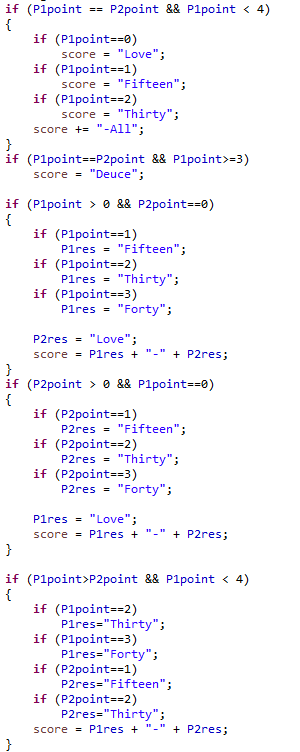 if (P1point == P2point && P1point < 4)
{
    if (P1point==0)
        score = "Love";
    if (P1point==1)
        score = "Fifteen";
    if (P1point==2)
        score = "Thirty";
    score += "-All";
}
if (P1point==P2point && P1point>=3)
    score = "Deuce";

if (P1point > 0 && P2point==0)
{
    if (P1point==1)
        P1res = "Fifteen";
    if (P1point==2)
        P1res = "Thirty";
    if (P1point==3)
        P1res = "Forty";

    P2res = "Love";
    score = P1res + "-" + P2res;
}
if (P2point > 0 && P1point==0)
{
    if (P2point==1)
        P2res = "Fifteen";
    if (P2point==2)
        P2res = "Thirty";
    if (P2point==3)
        P2res = "Forty";

    P1res = "Love";
    score = P1res + "-" + P2res;
}

if (P1point>P2point && P1point < 4)
{
    if (P1point==2)
        P1res="Thirty";
    if (P1point==3)
        P1res="Forty";
    if (P2point==1)
        P2res="Fifteen";
    if (P2point==2)
        P2res="Thirty";
    score = P1res + "-" + P2res;
}